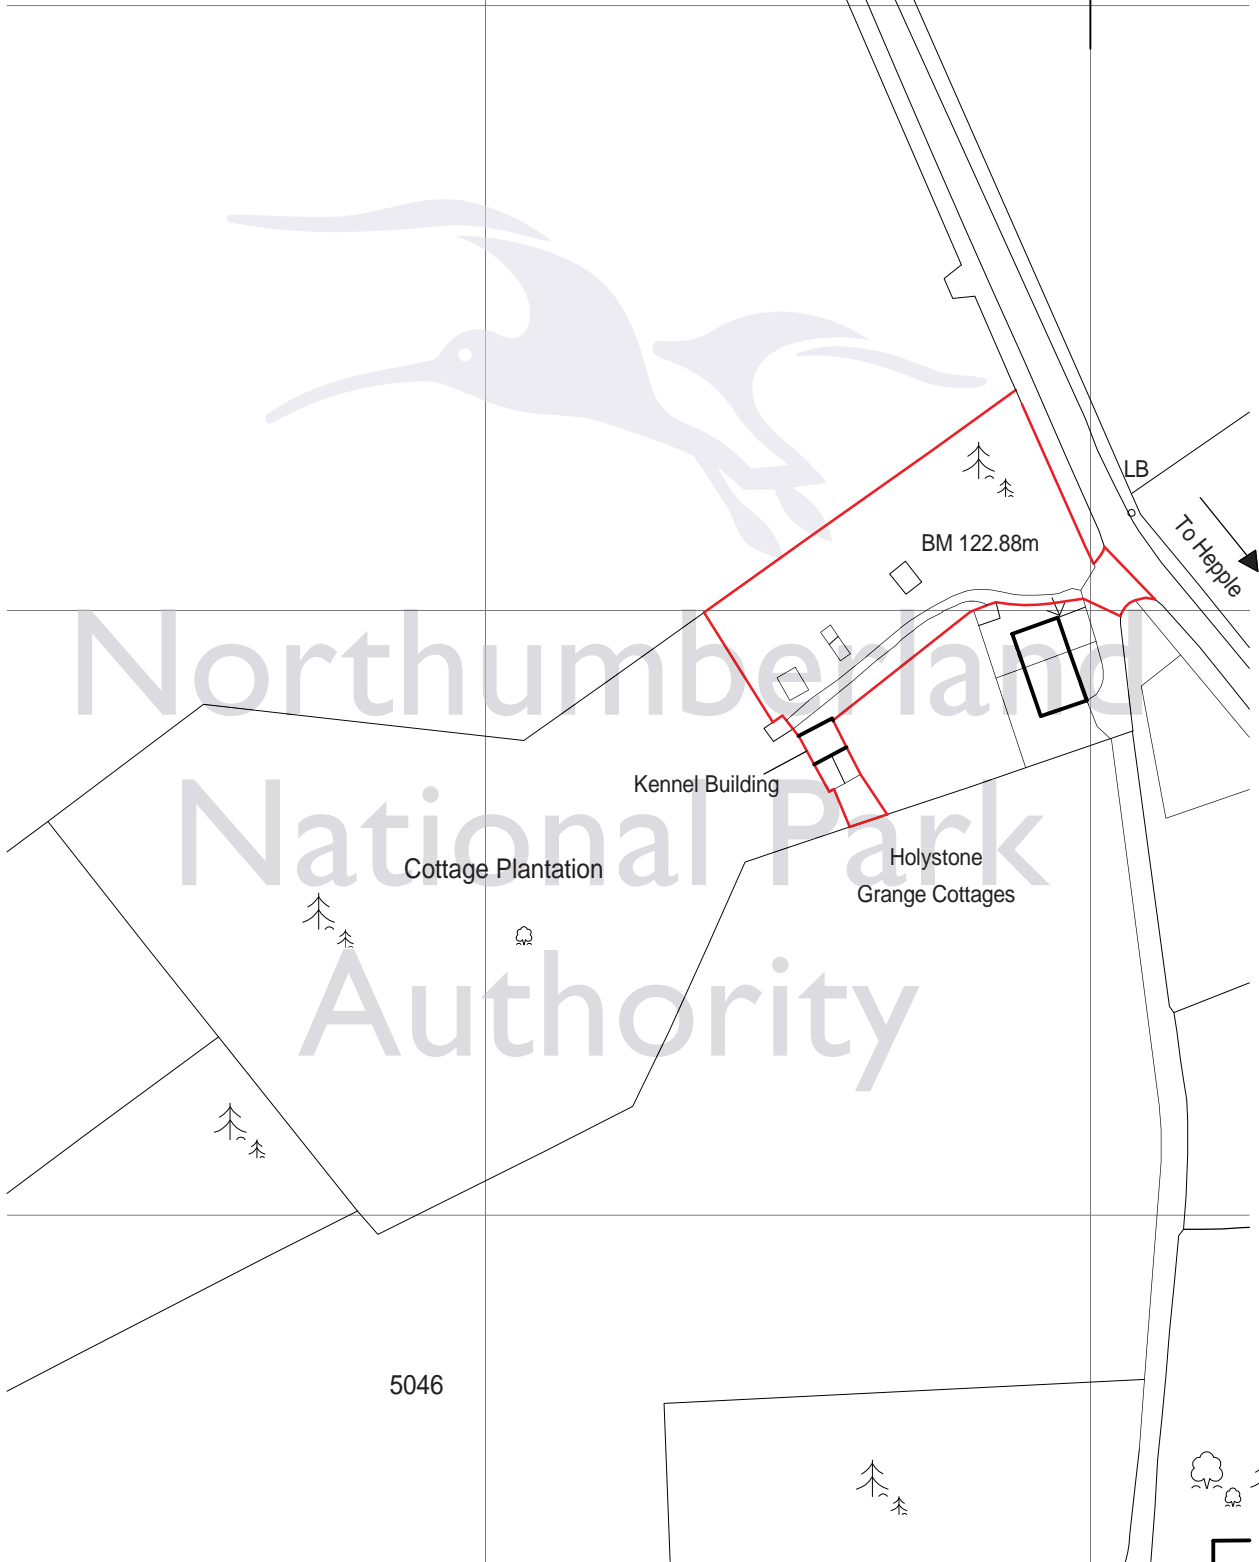 LB
To Hepple
BM 122.88m
Northumberland
National Park
Authority
Kennel Building
Cottage Plantation
Holystone
Grange Cottages
5046